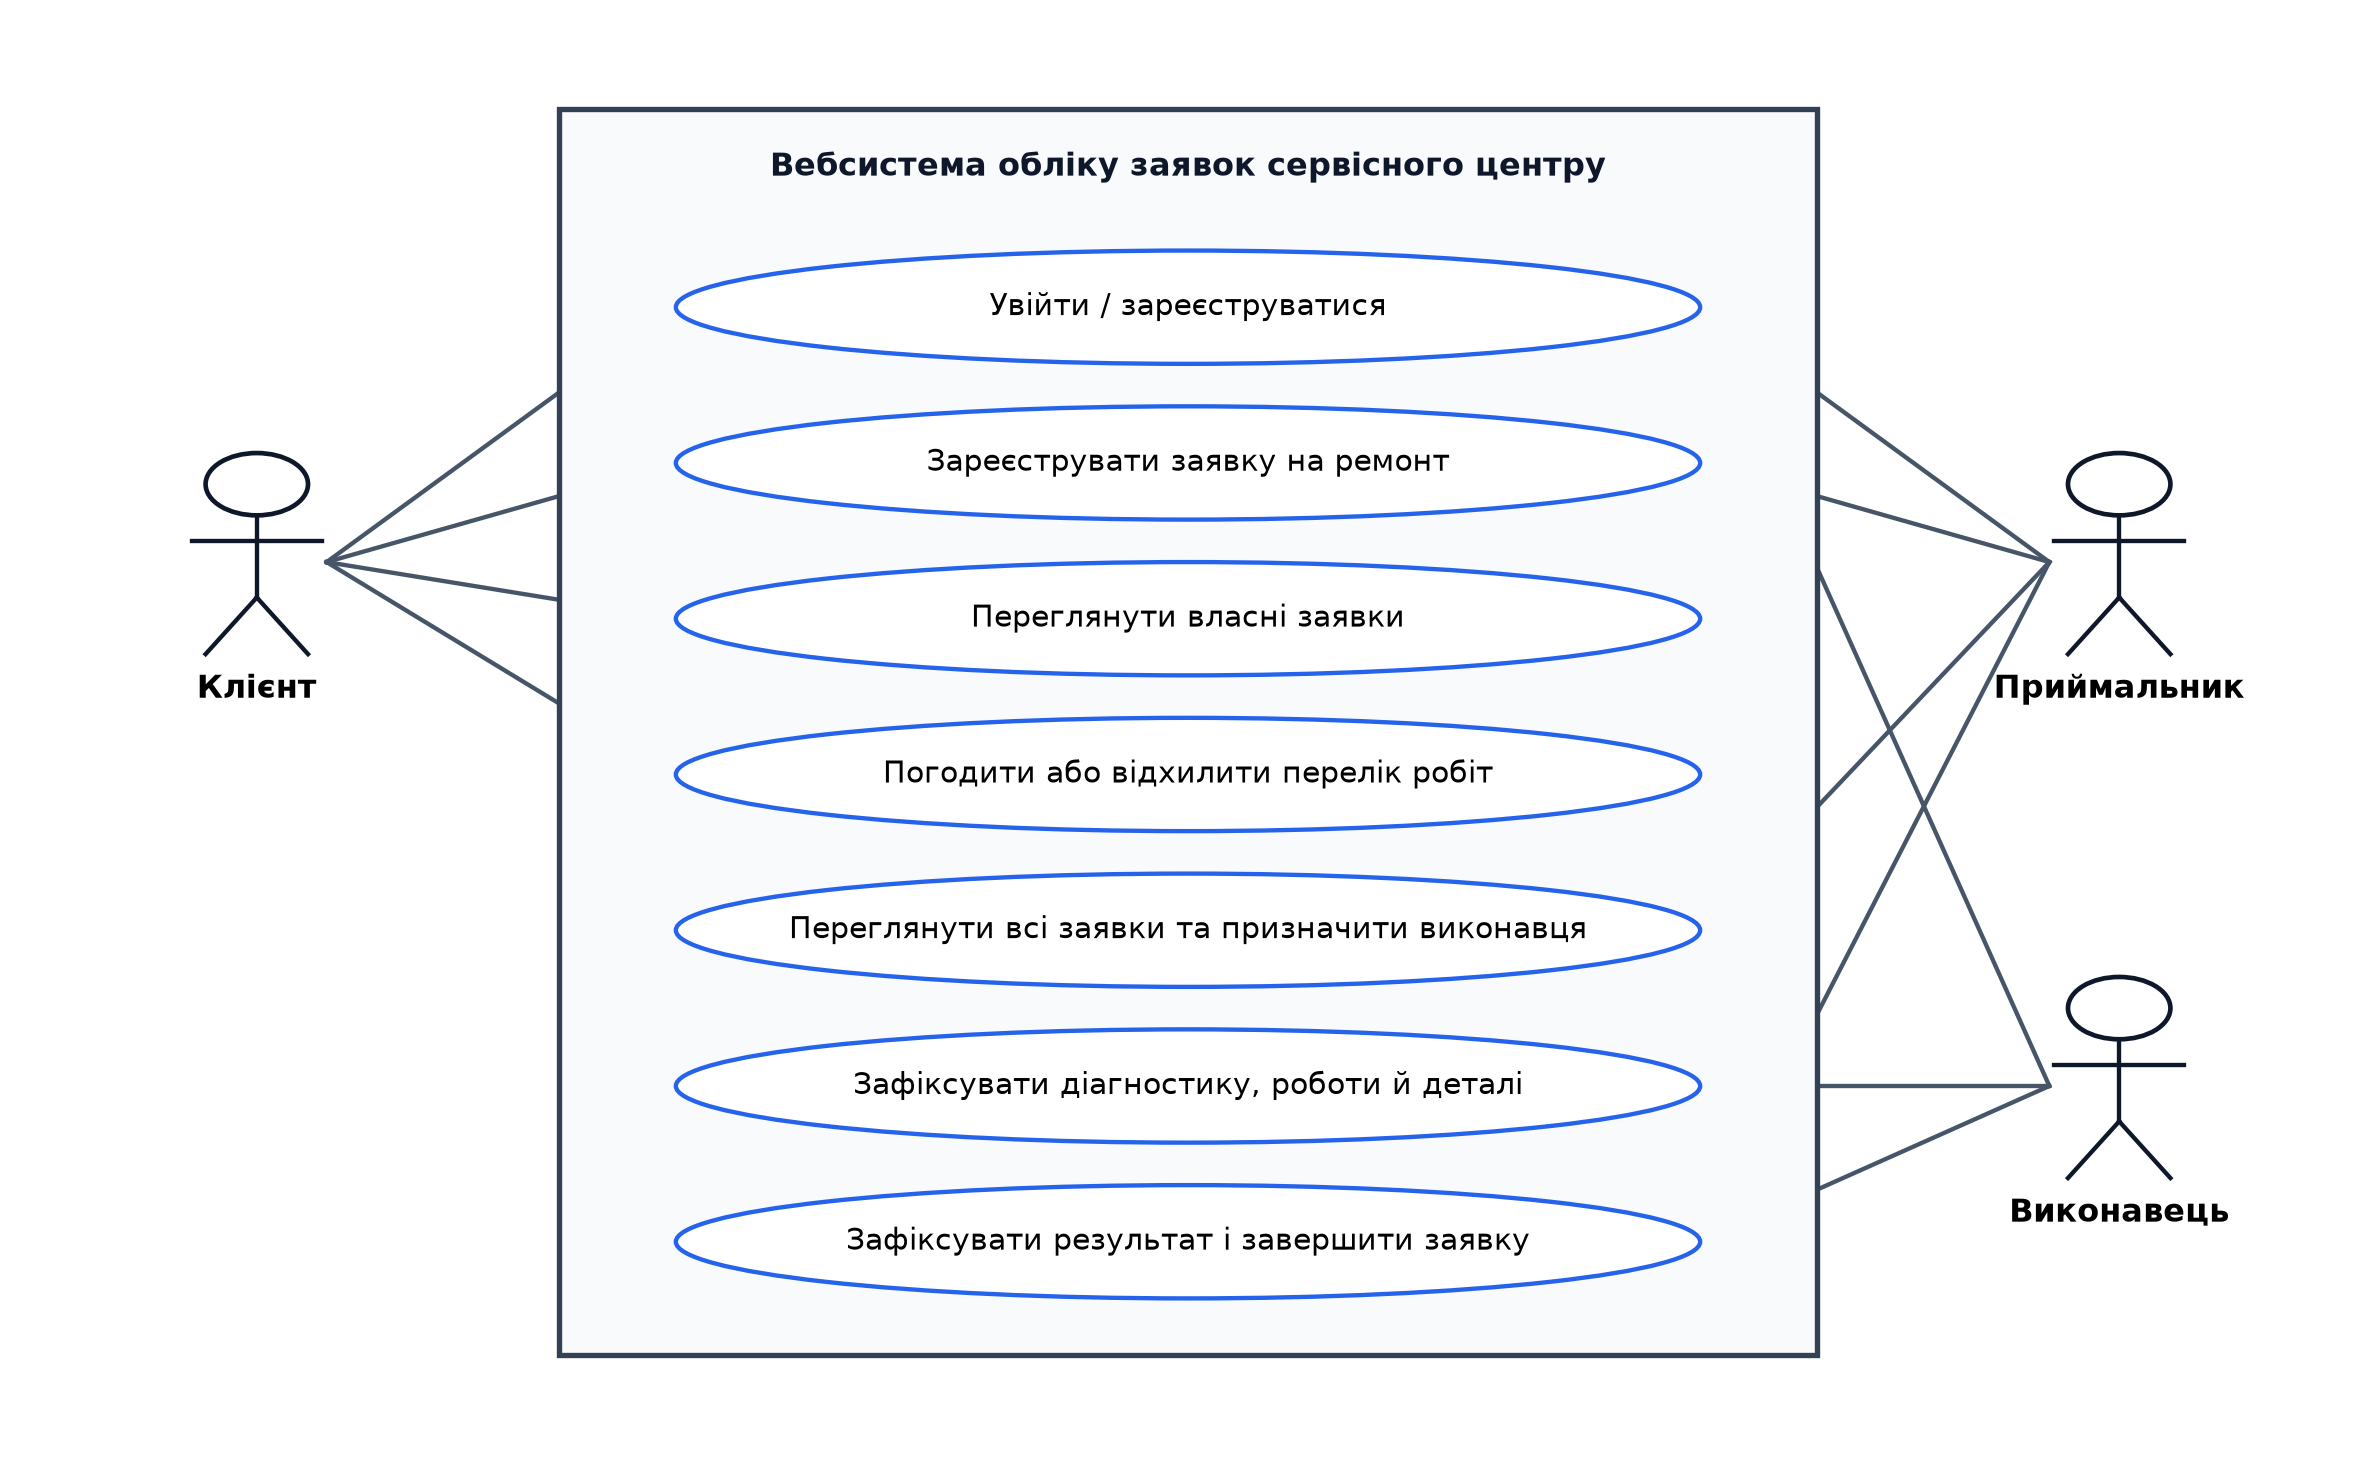 Вебсистема обліку заявок сервісного центру
Увійти / зареєструватися
Зареєструвати заявку на ремонт
Переглянути власні заявки
Клієнт
Приймальник
Погодити або відхилити перелік робіт
Переглянути всі заявки та призначити виконавця
Зафіксувати діагностику, роботи й деталі
Виконавець
Зафіксувати результат і завершити заявку